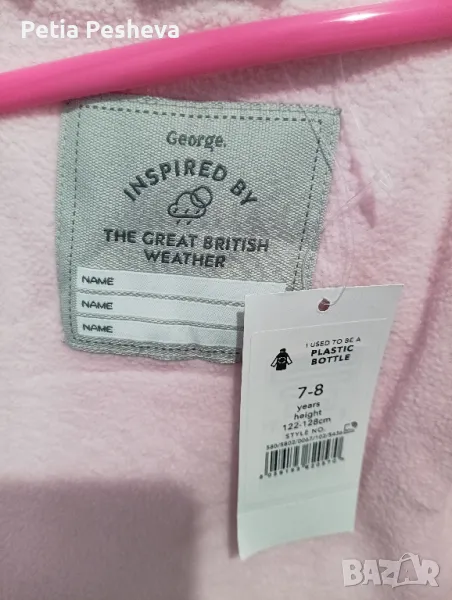 Petia Pesheva
George.
INSPIRED BY
THE GREAT BRITISH
WEATHER
NAME
NAME
NAME
I USED TO BE A
PLASTIC
BOTTLE
7-8
years
height
122-128cm
STYLE NO.
BAZAR